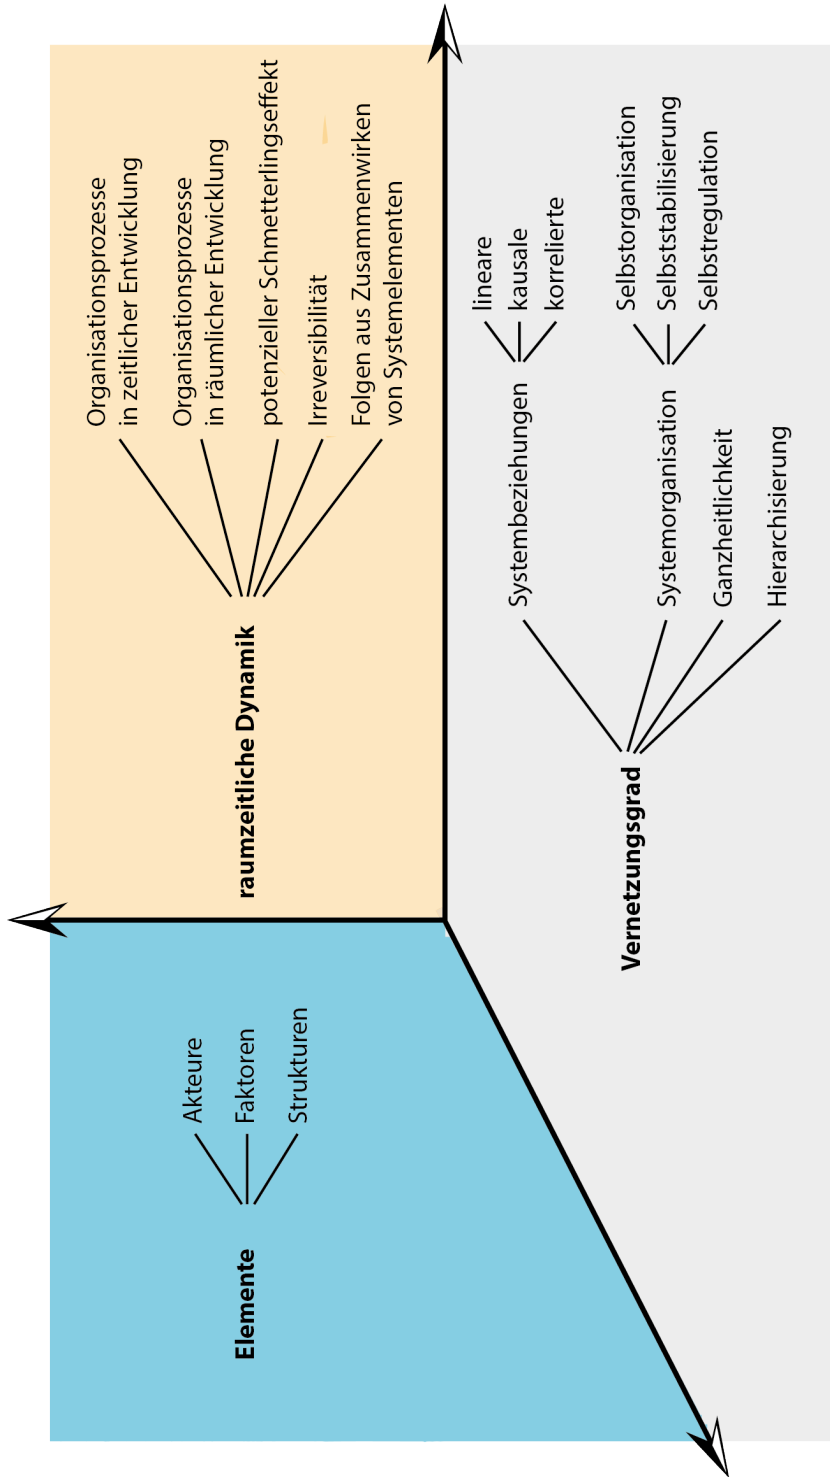 Elemente
Akteure
Faktoren
Strukturen
raumzeitliche Dynamik
Organisationsprozesse
in zeitlicher Entwicklung
Organisationsprozesse
in räumlicher Entwicklung
potenzieller Schmetterlingseffekt
Irreversibilität
Folgen aus Zusammenwirken
von Systemelementen
Vernetzungsgrad
Systembeziehungen
lineare
kausale
korrelierte
Systemorganisation
Selbstorganisation
Selbststabilisierung
Selbstregulation
Ganzheitlichkeit
Hierarchisierung